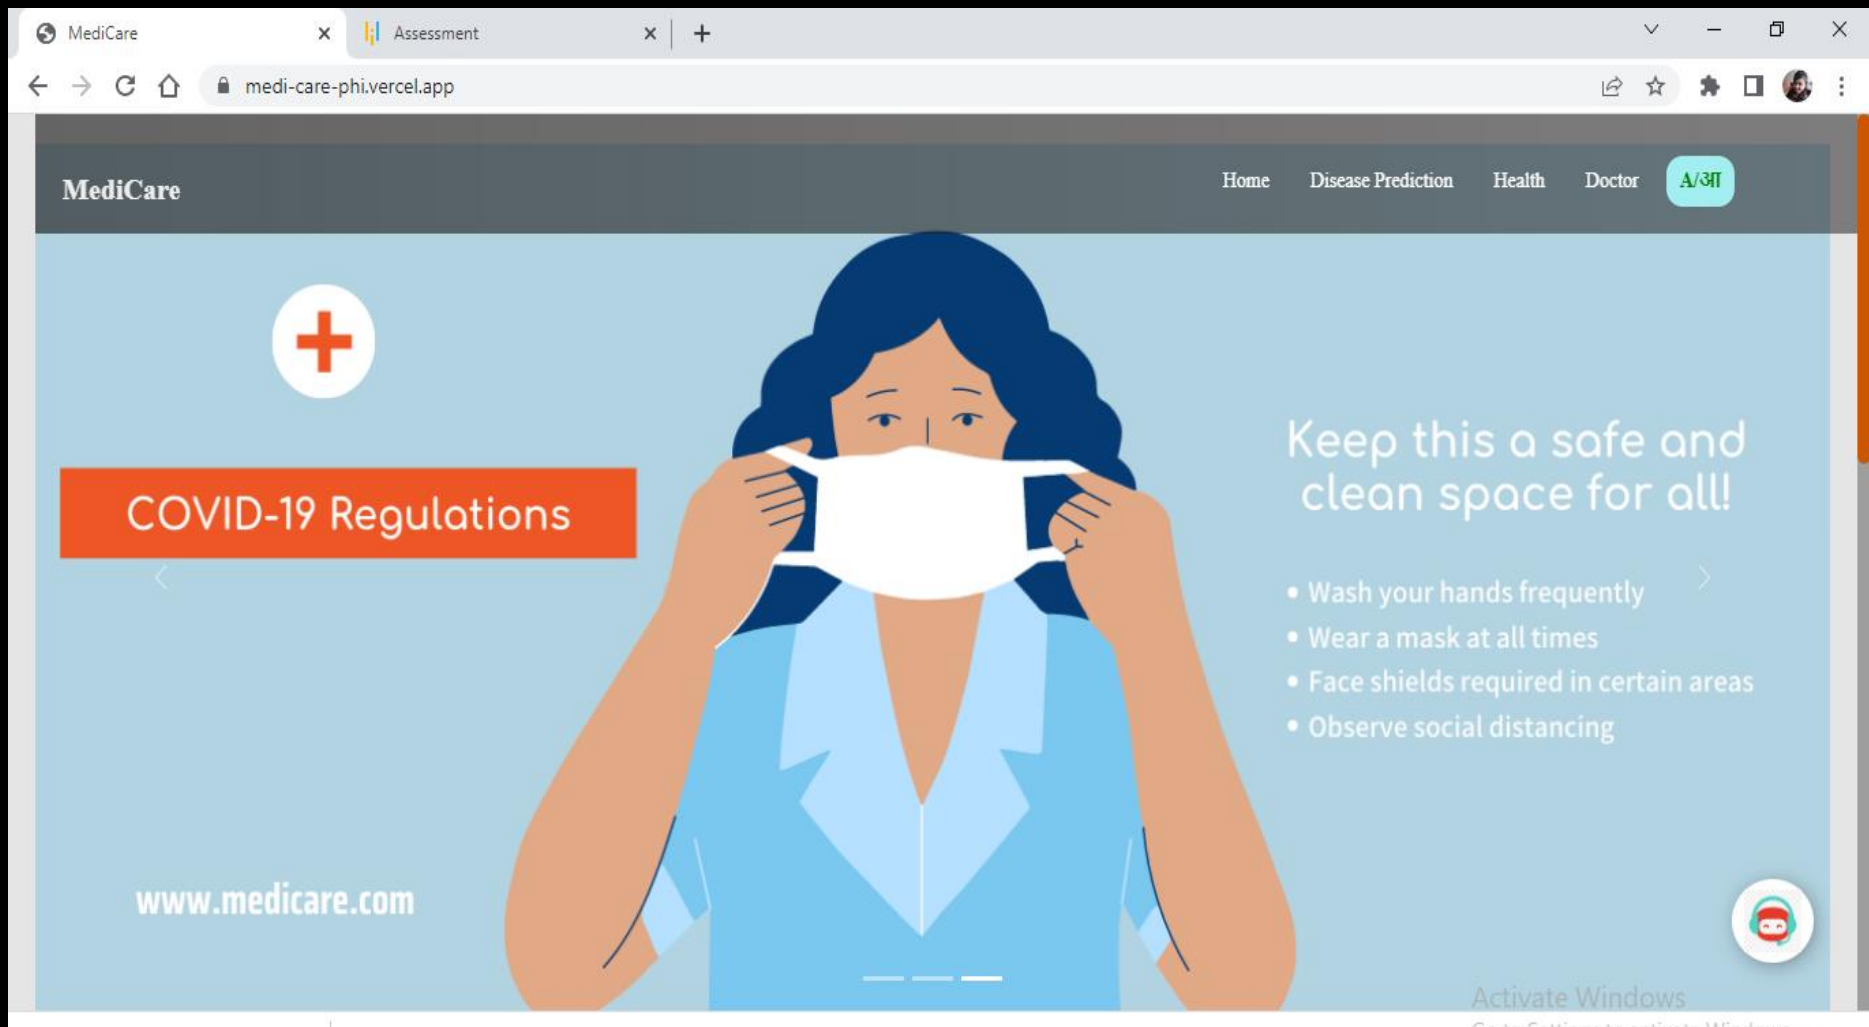 MediCare
Assessment
medi-care-phi.vercel.app
MediCare
Home
Disease Prediction
Health
Doctor
A/आ
COVID-19 Regulations
Keep this a safe and
clean space for all!
• Wash your hands frequently
• Wear a mask at all times
• Face shields required in certain areas
• Observe social distancing
www.medicare.com
Activate Windows